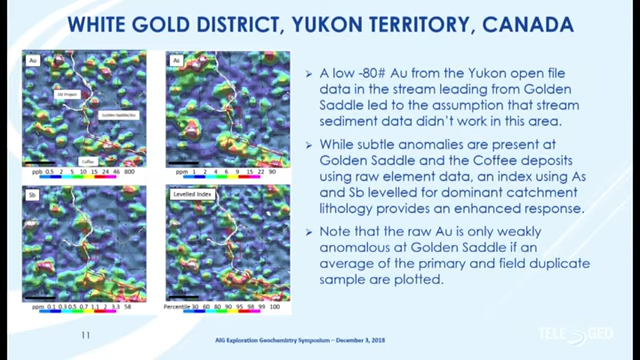 WHITE GOLD DISTRICT, YUKON TERRITORY, CANADA
Au
As
Golden Saddle/Au
Coffee
ppb 0.5 2 5 10 15 24 46 800
ppm 1 2 4 6 9 15 22 90
Sb
Levelled Index
ppm 0.1 0.3 0.5 0.7 1.1 2 3.3 58
Percentile 30 60 80 90 95 98 99 100
➢ A low -80# Au from the Yukon open file
data in the stream leading from Golden
Saddle led to the assumption that stream
sediment data didn't work in this area.
➢ While subtle anomalies are present at
Golden Saddle and the Coffee deposits
using raw element data, an index using As
and Sb levelled for dominant catchment
lithology provides an enhanced response.
➢ Note that the raw Au is only weakly
anomalous at Golden Saddle if an
average of the primary and field duplicate
sample are plotted.
11
AIG Exploration Geochemistry Symposium – December 3, 2018